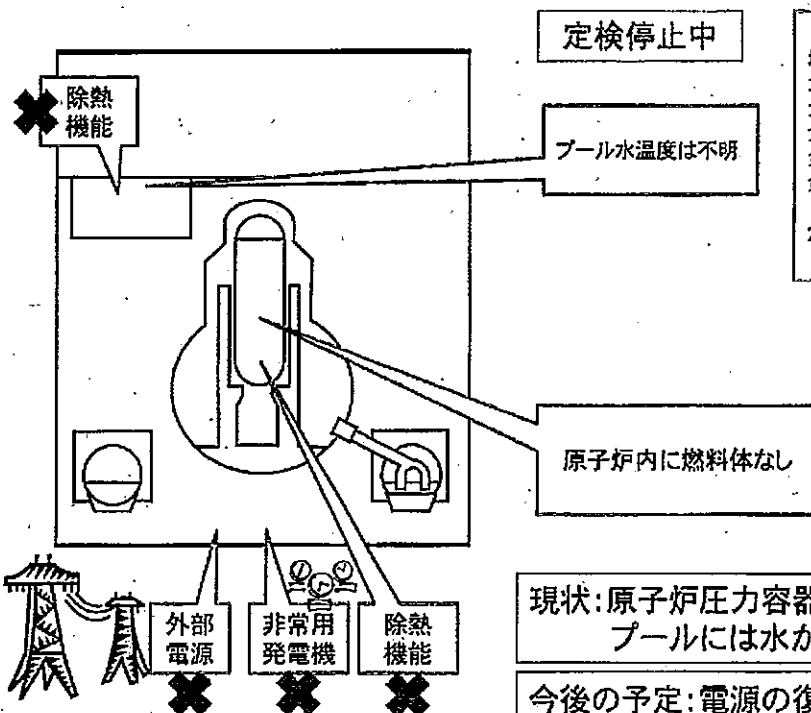 定検停止中
除熱
機能
プール水温度は不明
原子炉内に燃料体なし
外部
電源
非常用
発電機
除熱
機能
現状:原子炉圧力容器
プールには水が
今後の予定:電源の復